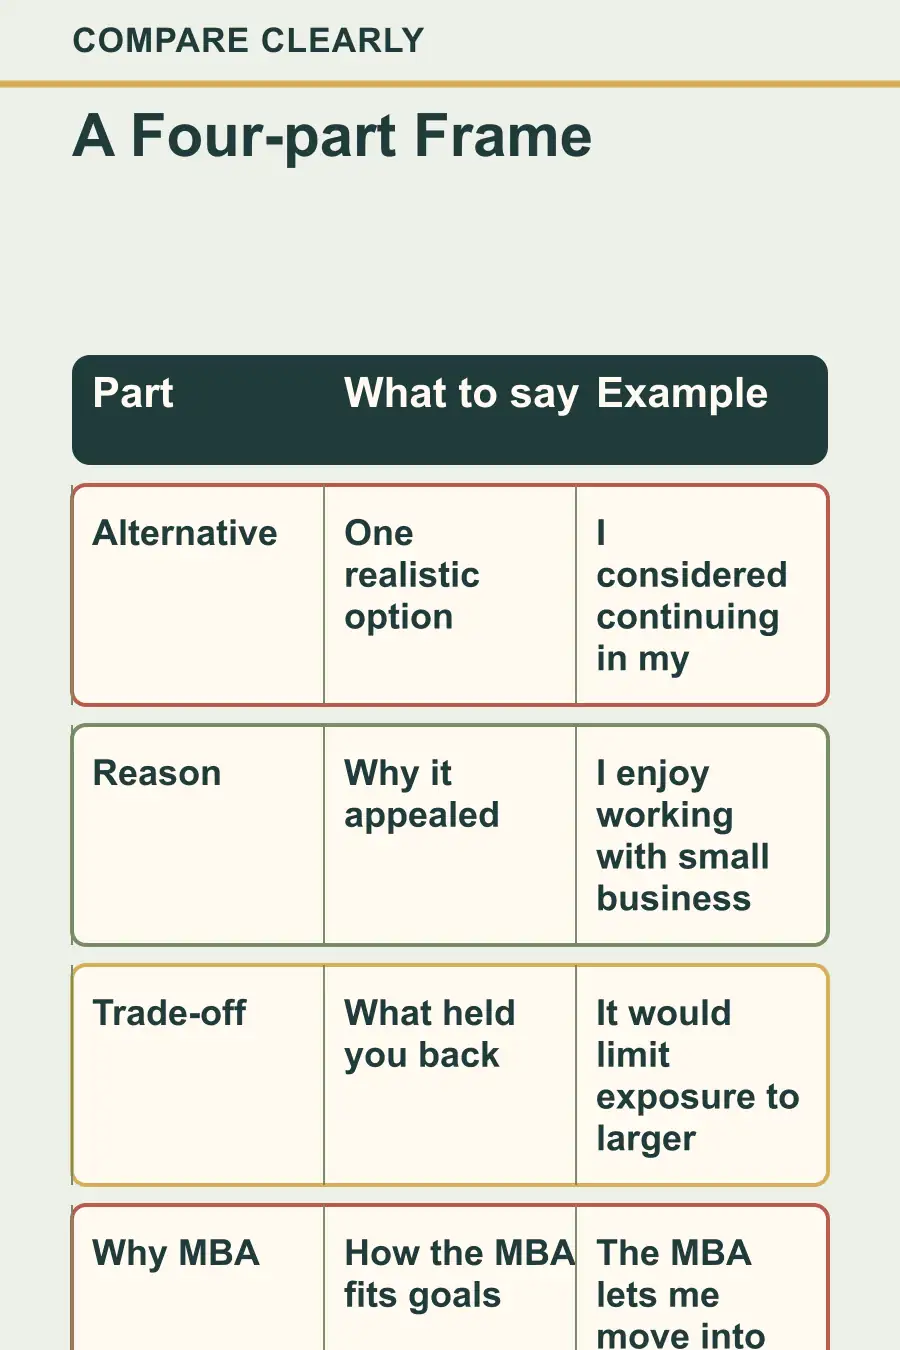 COMPARE CLEARLY
A Four-part Frame
Part
What to say
Example
Alternative
One
realistic
option
I
considered
continuing
in my
Reason
Why it
appealed
I enjoy
working
with small
business
Trade-off
What held
you back
It would
limit
exposure to
larger
Why MBA
How the MBA
fits goals
The MBA
lets me
move into